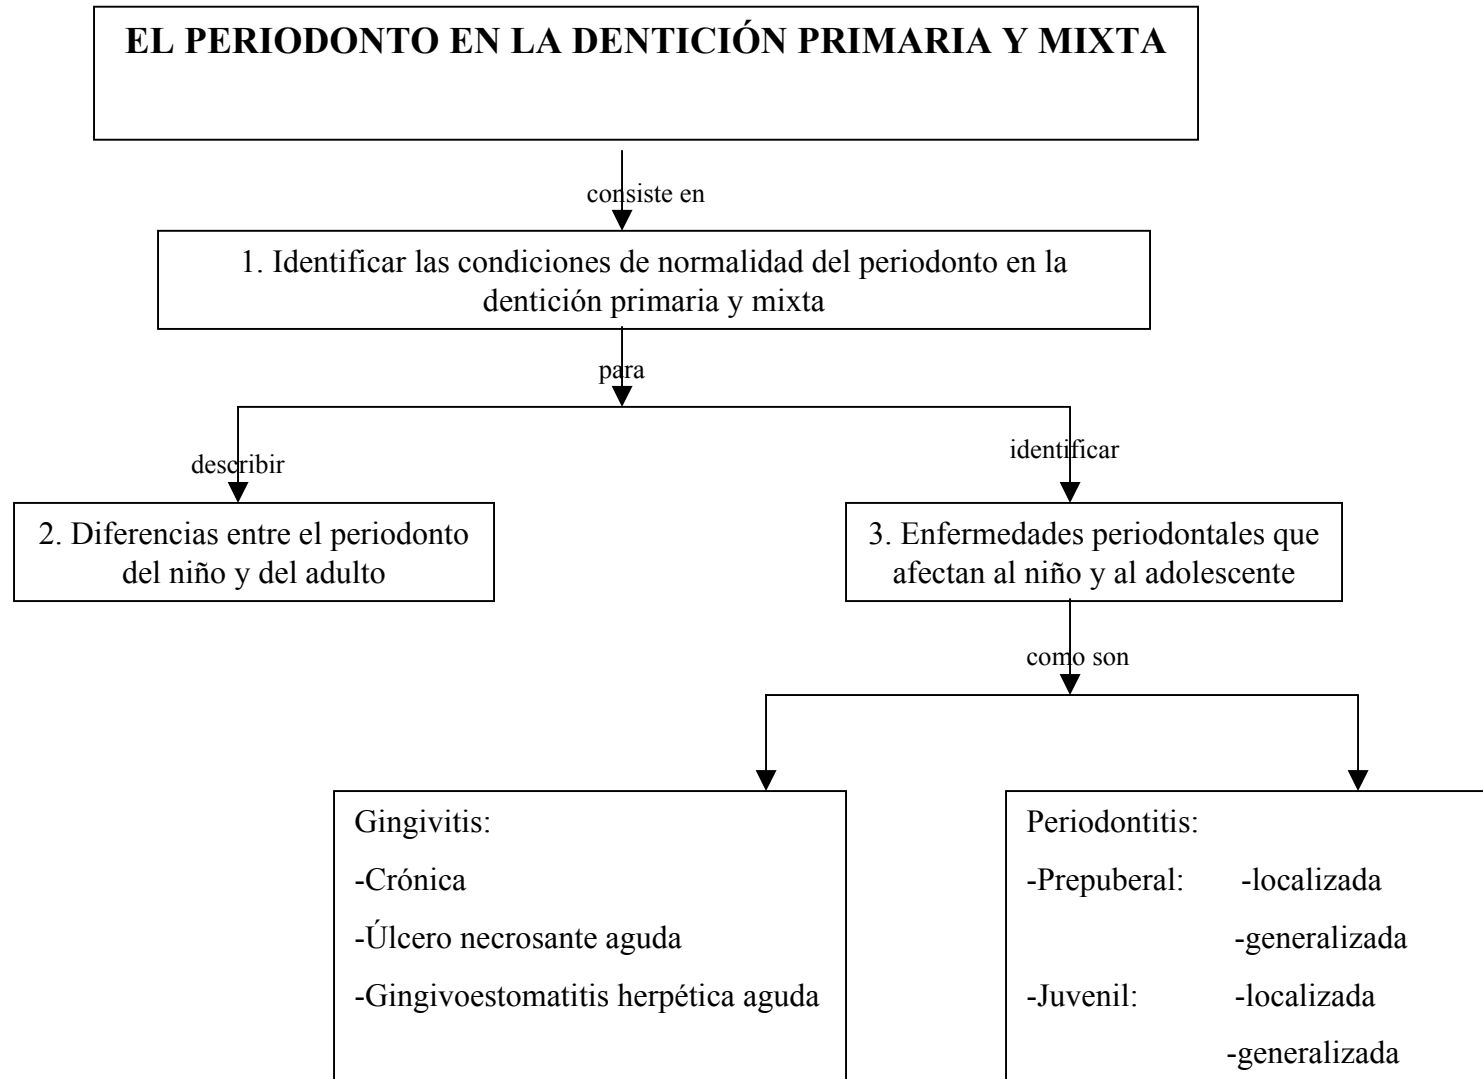 EL PERIODONTO EN LA DENTICIÓN PRIMARIA Y MIXTA
consiste en
1. Identificar las condiciones de normalidad del periodonto en la
dentición primaria y mixta
para
describir
identificar
2. Diferencias entre el periodonto
del niño y del adulto
3. Enfermedades periodontales que
afectan al niño y al adolescente
como son
Gingivitis:
-Crónica
-Úlcero necrosante aguda
-Gingivoestomatitis herpética aguda
Periodontitis:
-Prepuberal: -localizada
-generalizada
-Juvenil: -localizada
-generalizada